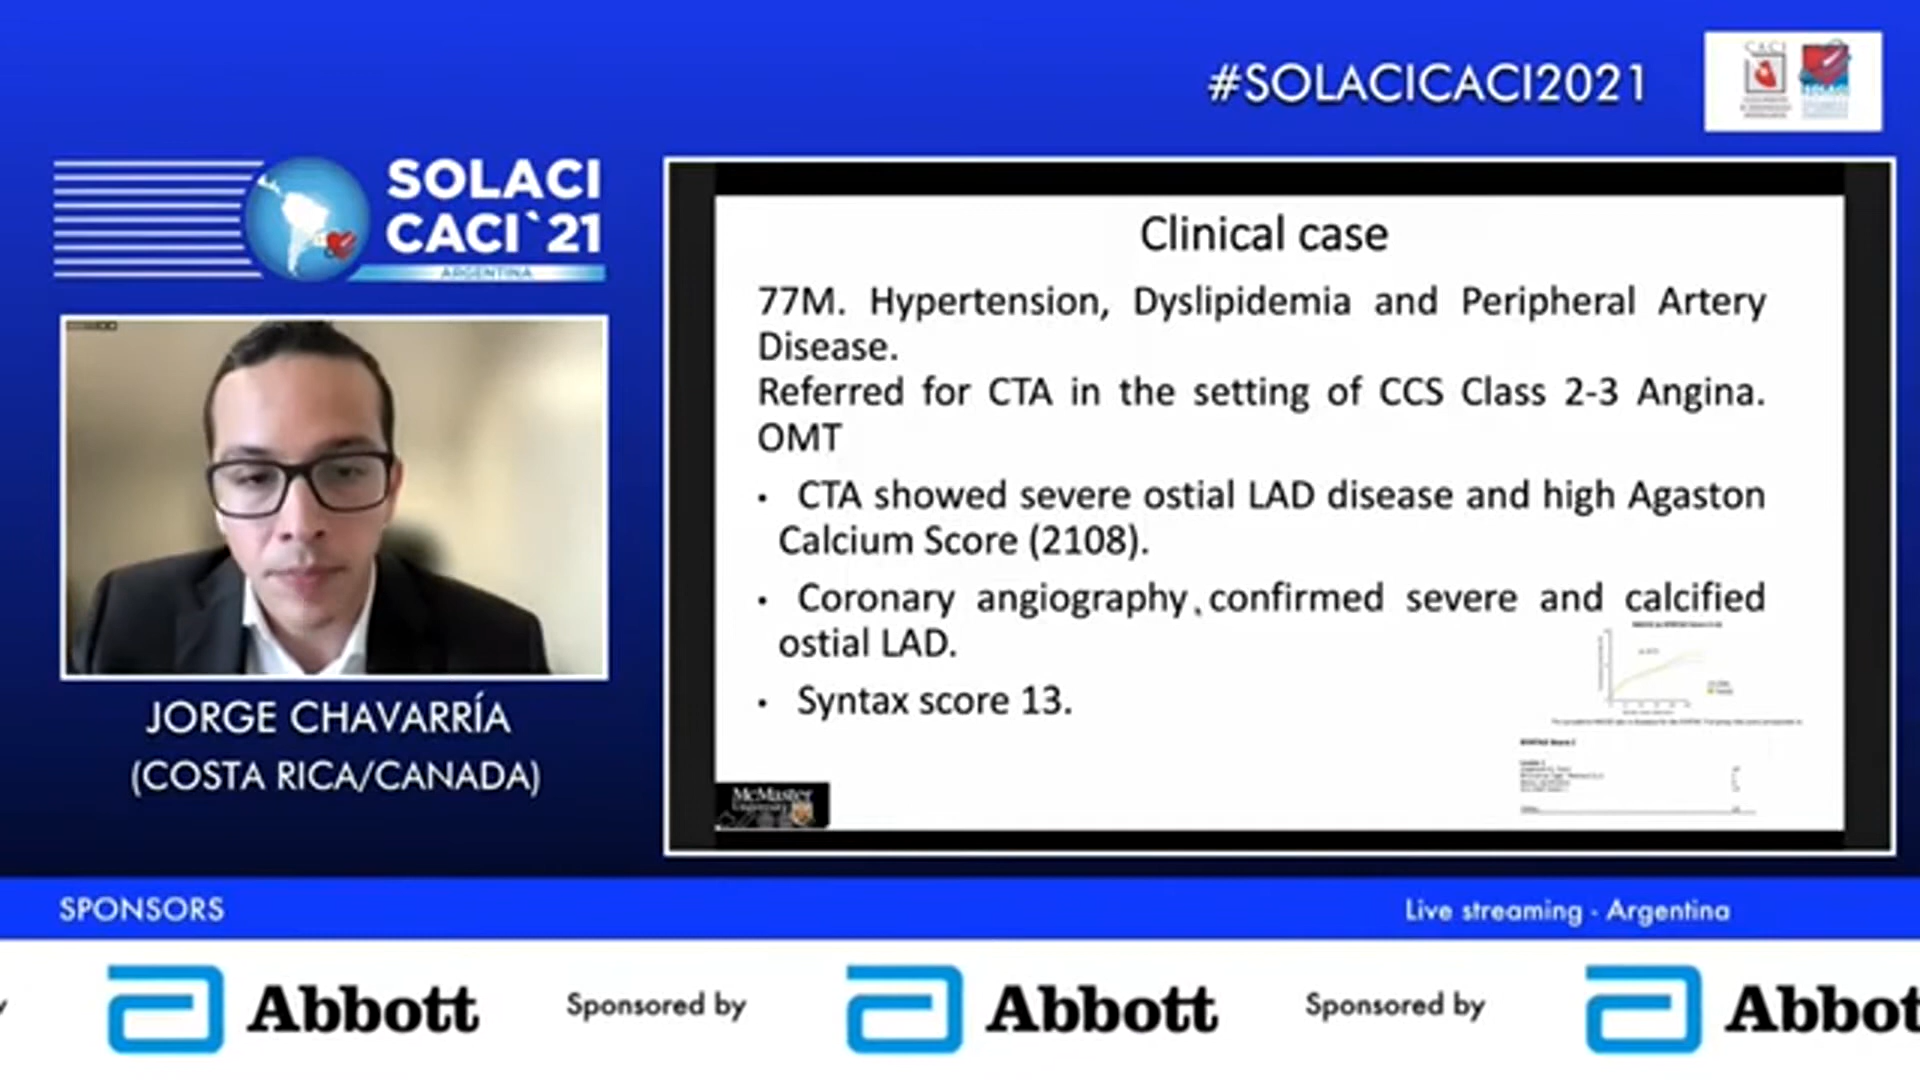 #SOLACICACI2021
CACI
SOLACI
CACI`21
ARGENTINA
JORGE CHAVARRÍA
(COSTA RICA/CANADA)
Clinical case
77M. Hypertension, Dyslipidemia and Peripheral Artery
Disease.
Referred for CTA in the setting of CCS Class 2-3 Angina.
OMT
• CTA showed severe ostial LAD disease and high Agaston
Calcium Score (2108).
• Coronary angiography confirmed severe and calcified
ostial LAD.
• Syntax score 13.
McMaster
University
SPONSORS
Live streaming - Argentina
Abbott Sponsored by Abbott Sponsored by Abbot